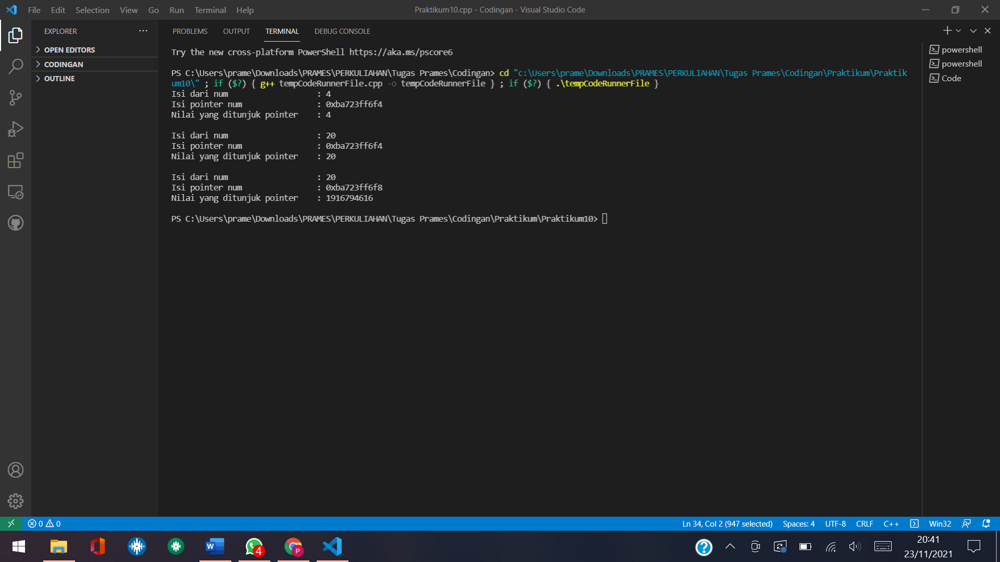 File Edit Selection View Go Run Terminal Help
Praktikum10.cpp - Codingan - Visual Studio Code
EXPLORER
OPEN EDITORS
CODINGAN
OUTLINE
PROBLEMS OUTPUT TERMINAL DEBUG CONSOLE
Try the new cross-platform PowerShell https://aka.ms/pscore6
PS C:\Users\prame\Downloads\PRAMES\PERKULIAHAN\Tugas Prames\Codingan> cd "c:\Users\prame\Downloads\PRAMES\PERKULIAHAN\Tugas Prames\Codingan\Praktikum\Praktik
um10\" ; if ($?) { g++ tempCodeRunnerFile.cpp -o tempCodeRunnerFile } ; if ($?) { .\tempCodeRunnerFile }
Isi dari num : 4
Isi pointer num : 0xba723ff6f4
Nilai yang ditunjuk pointer : 4
Isi dari num : 20
Isi pointer num : 0xba723ff6f4
Nilai yang ditunjuk pointer : 20
Isi dari num : 20
Isi pointer num : 0xba723ff6f8
Nilai yang ditunjuk pointer : 1916794616
PS C:\Users\prame\Downloads\PRAMES\PERKULIAHAN\Tugas Prames\Codingan\Praktikum\Praktikum10>
powershell
powershell
Code
0 0
Ln 34, Col 2 (947 selected) Spaces: 4 UTF-8 CRLF C++ Win32
W
4
P
?
20:41
23/11/2021